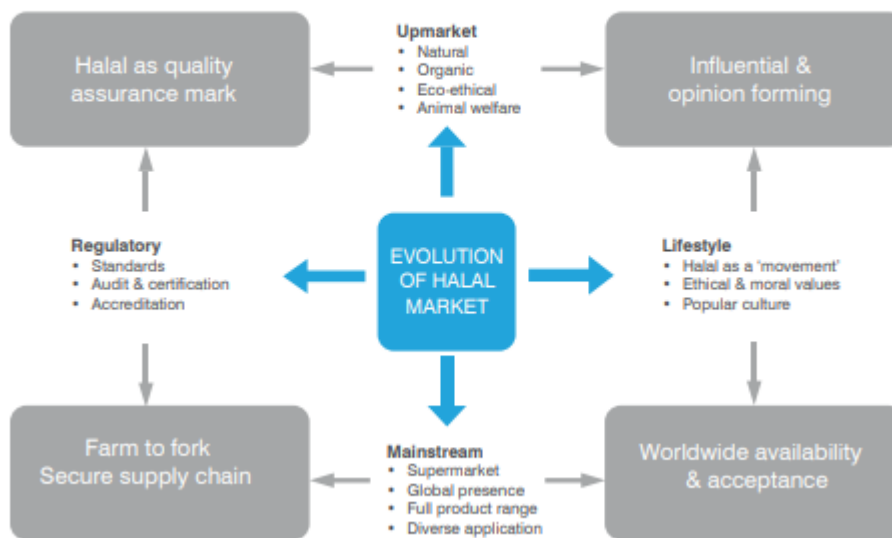 Halal as quality
assurance mark
Upmarket
• Natural
• Organic
• Eco-ethical
• Animal welfare
Influential &
opinion forming
Regulatory
• Standards
• Audit & certification
• Accreditation
EVOLUTION
OF HALAL
MARKET
Lifestyle
• Halal as a ‘movement’
• Ethical & moral values
• Popular culture
Farm to fork
Secure supply chain
Mainstream
• Supermarket
• Global presence
• Full product range
• Diverse application
Worldwide availability
& acceptance